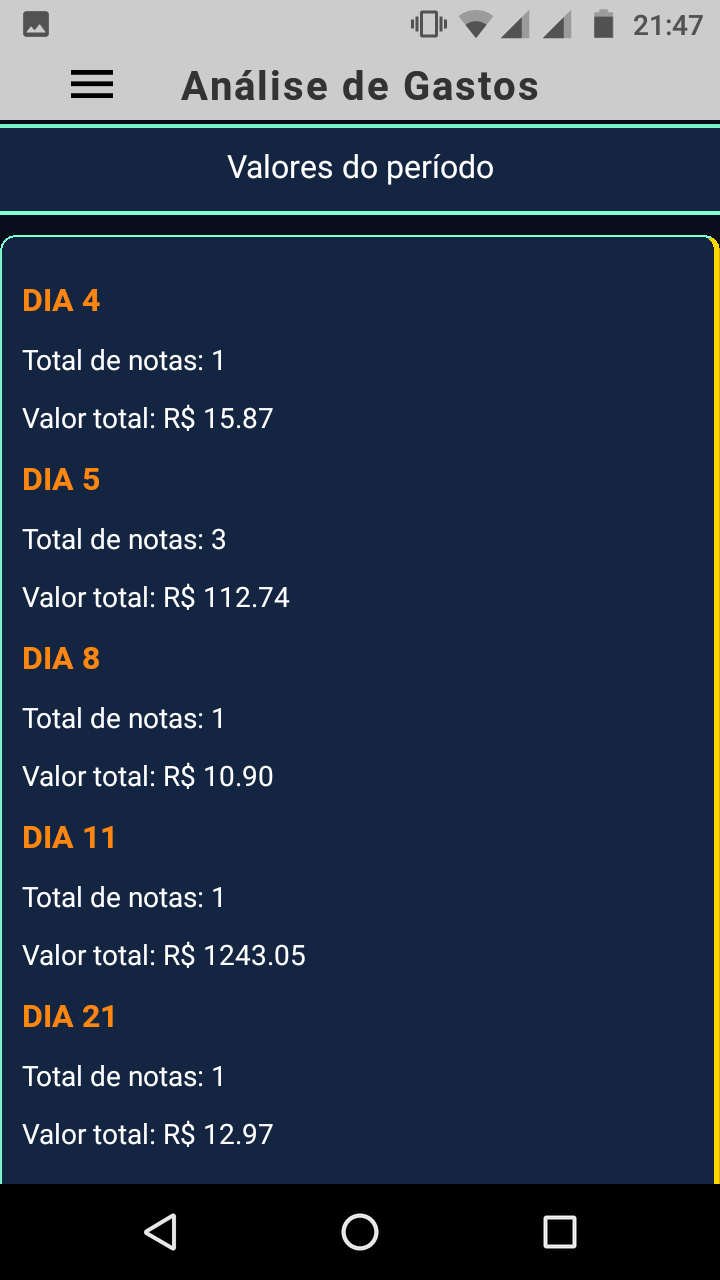 21:47
Análise de Gastos
Valores do período
DIA 4
Total de notas: 1
Valor total: R$ 15.87
DIA 5
Total de notas: 3
Valor total: R$ 112.74
DIA 8
Total de notas: 1
Valor total: R$ 10.90
DIA 11
Total de notas: 1
Valor total: R$ 1243.05
DIA 21
Total de notas: 1
Valor total: R$ 12.97